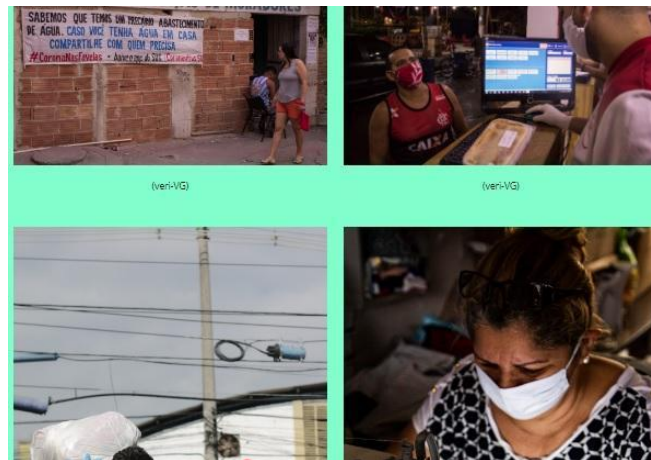 SABEMOS QUE TEMOS UM PRECÁRIO ABASTECIMENTO
DE ÁGUA. CASO VOCÊ TENHA ÁGUA EM CASA
COMPARTILHE COM QUEM PRECISA
#CoronaNasFavelas
CAIXA
(veri-VG)
(veri-VG)